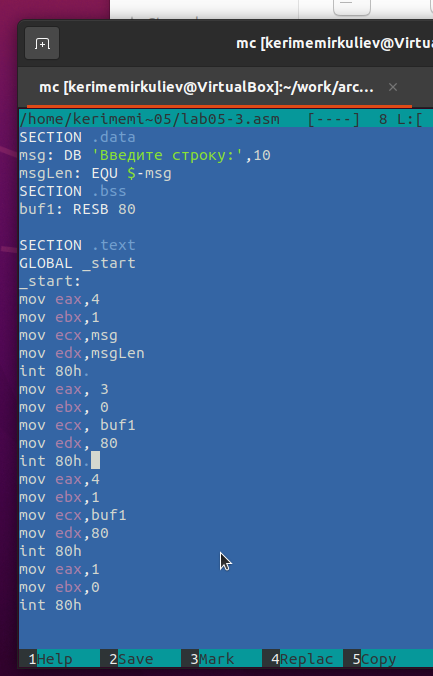 mc [kerimemirkuliev@Virtua
mc [kerimemirkuliev@VirtualBox]:~/work/arc... ×
/home/kerimemi~05/lab05-3.asm [----] 8 L:[
SECTION .data
msg: DB 'Введите строку:',10
msgLen: EQU $-msg
SECTION .bss
buf1: RESB 80
SECTION .text
GLOBAL _start
_start:
mov eax,4
mov ebx,1
mov ecx,msg
mov edx,msgLen
int 80h.
mov eax, 3
mov ebx, 0
mov ecx, buf1
mov edx, 80
int 80h.
mov eax,4
mov ebx,1
mov ecx,buf1
mov edx,80
int 80h
mov eax,1
mov ebx,0
int 80h
1Help 2Save 3Mark 4Replac 5Copy